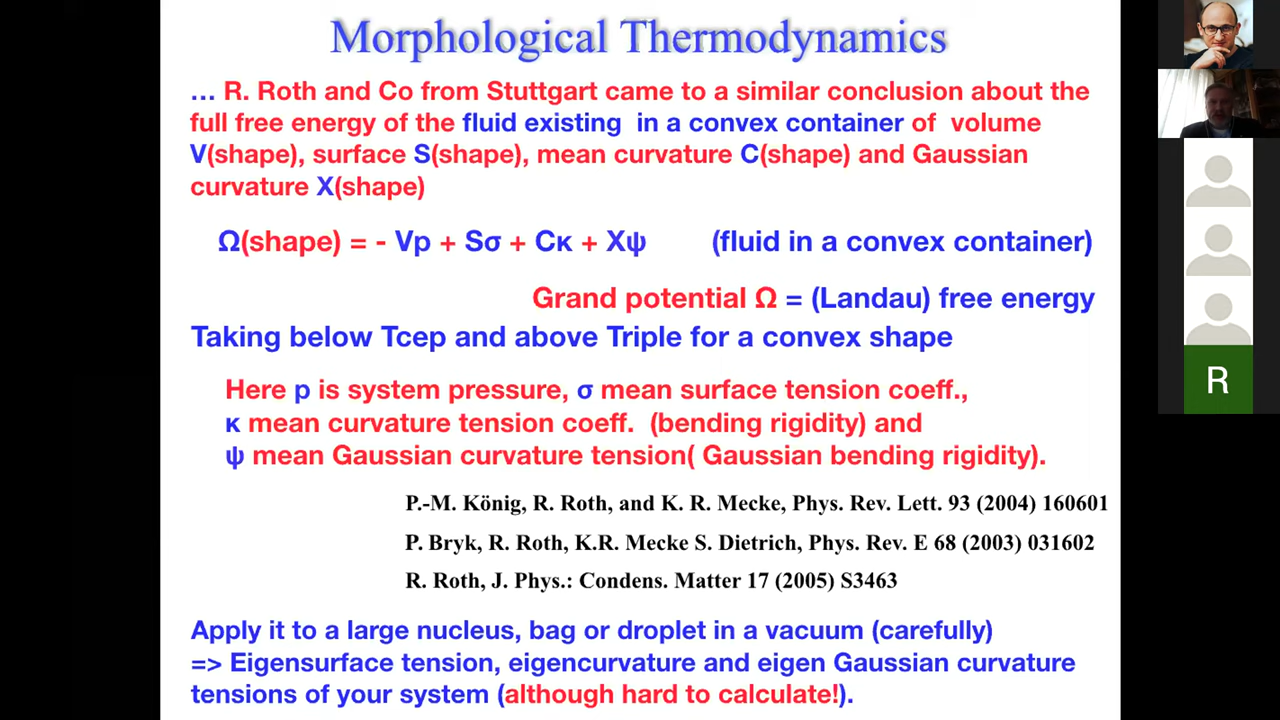 Morphological Thermodynamics
... R. Roth and Co from Stuttgart came to a similar conclusion about the
full free energy of the fluid existing in a convex container of volume
V(shape), surface S(shape), mean curvature C(shape) and Gaussian
curvature X(shape)
Ω(shape) = - Vp + Sσ + Cκ + Xψ (fluid in a convex container)
Grand potential Ω = (Landau) free energy
Taking below Tcep and above Triple for a convex shape
Here p is system pressure, σ mean surface tension coeff.,
κ mean curvature tension coeff. (bending rigidity) and
ψ mean Gaussian curvature tension( Gaussian bending rigidity).
P.-M. König, R. Roth, and K. R. Mecke, Phys. Rev. Lett. 93 (2004) 160601
P. Bryk, R. Roth, K.R. Mecke S. Dietrich, Phys. Rev. E 68 (2003) 031602
R. Roth, J. Phys.: Condens. Matter 17 (2005) S3463
Apply it to a large nucleus, bag or droplet in a vacuum (carefully)
=> Eigensurface tension, eigencurvature and eigen Gaussian curvature
tensions of your system (although hard to calculate!).
R